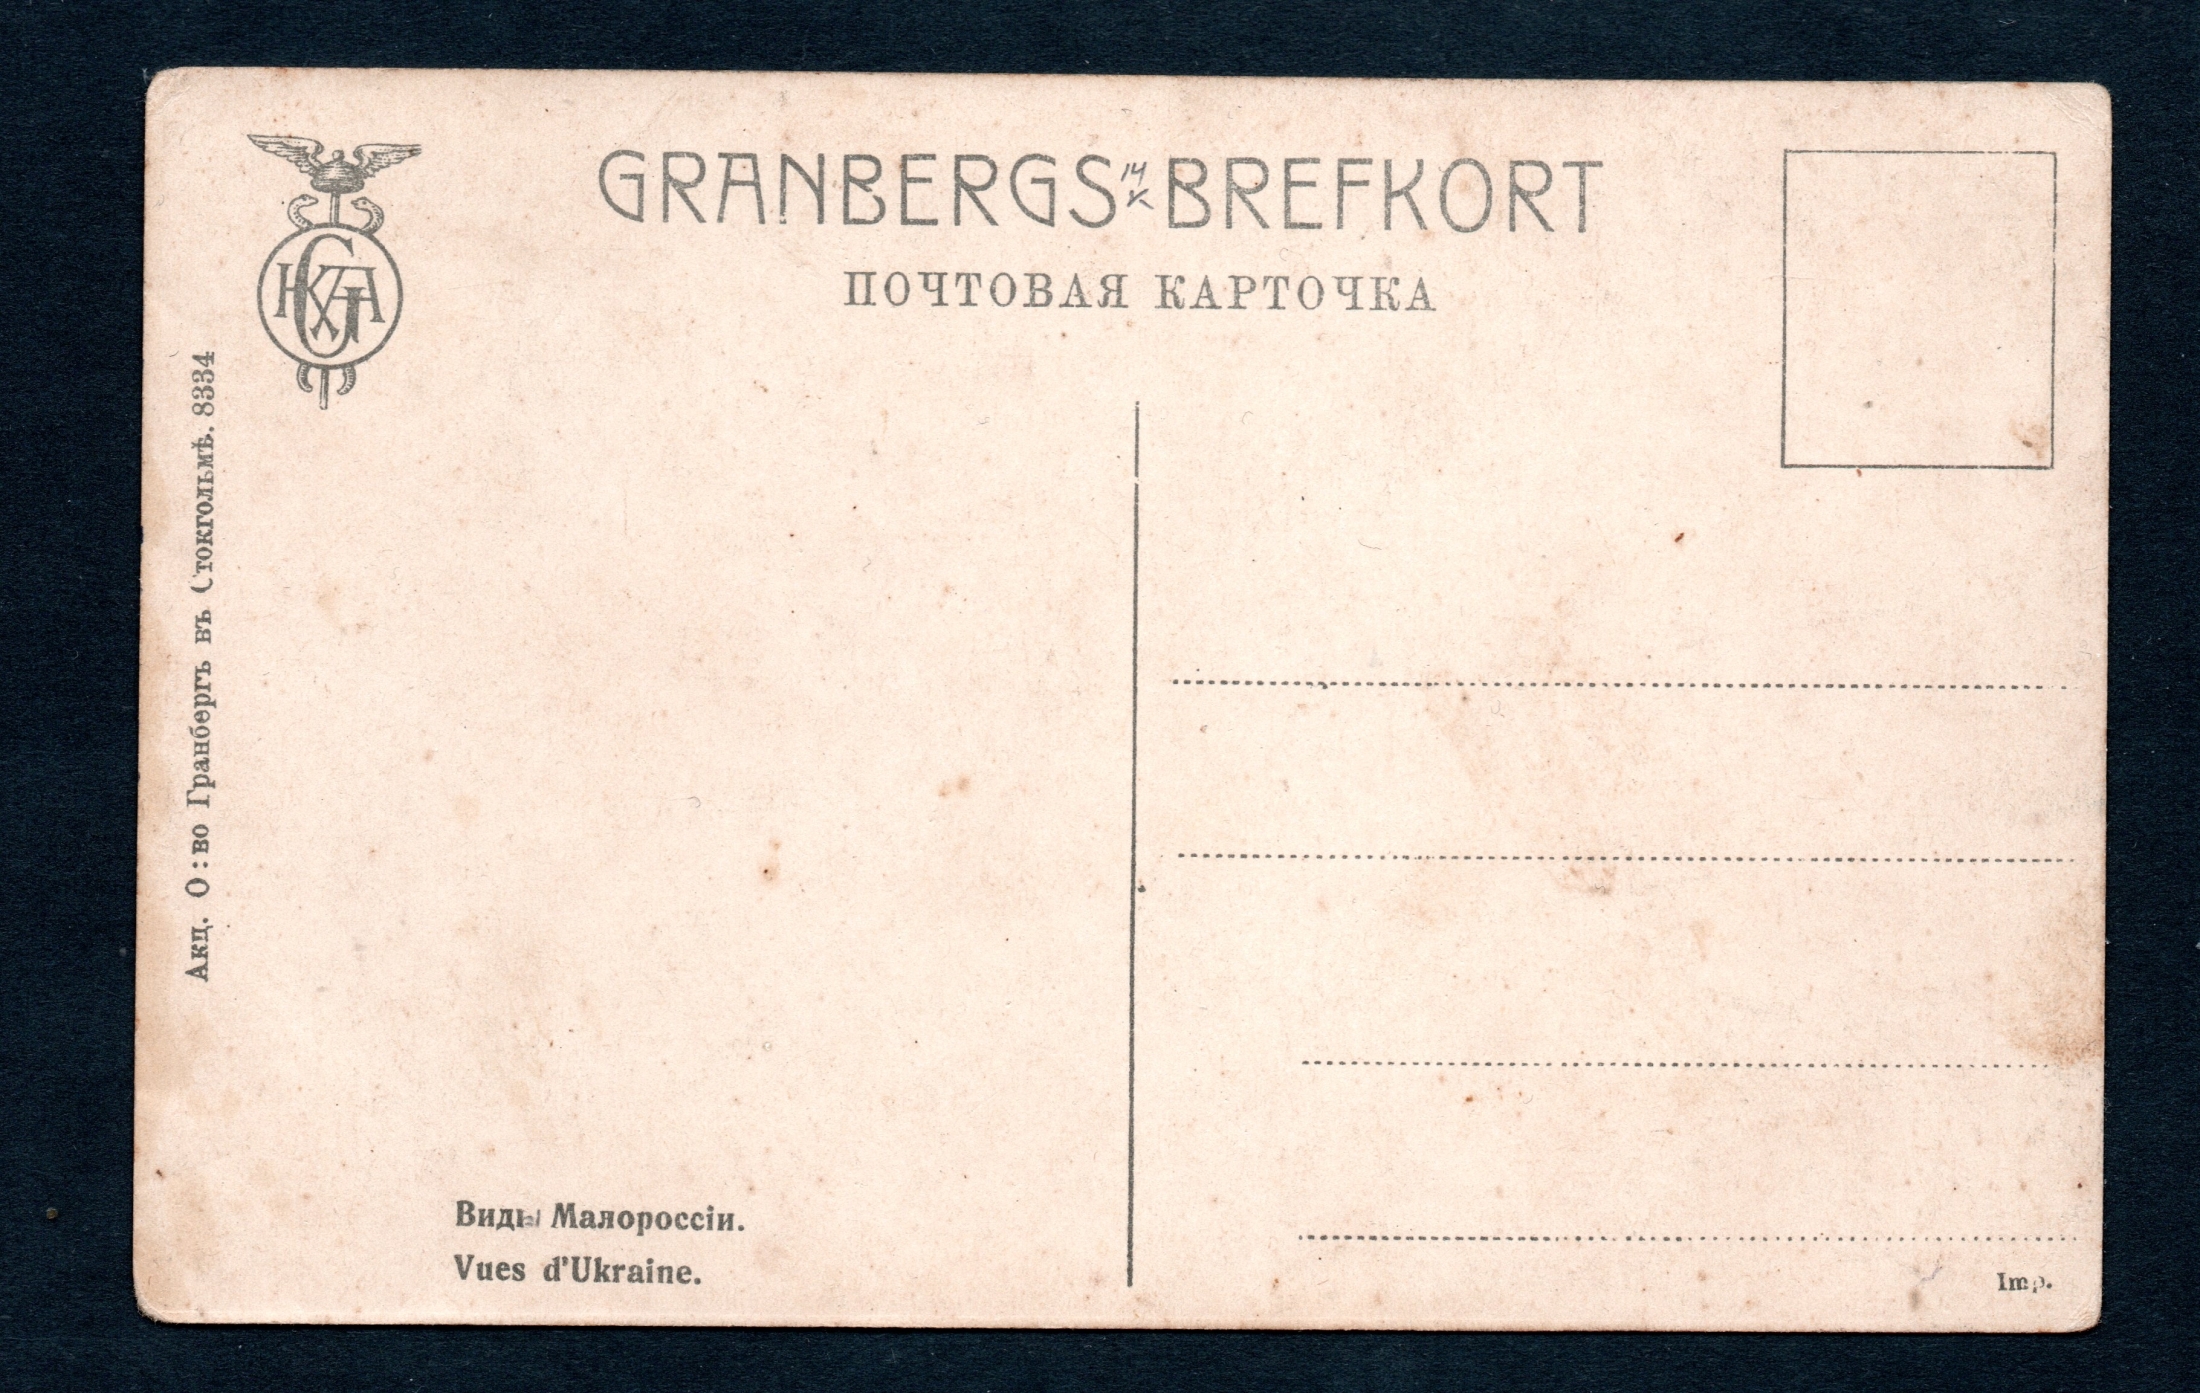 GRANBERGS BREFKORT
ПОЧТОВАЯ КАРТОЧКА
Акц. О:во Гранбергъ въ Стокгольмѣ. 8334
Виды Малороссіи.
Vues d'Ukraine.
Imp.